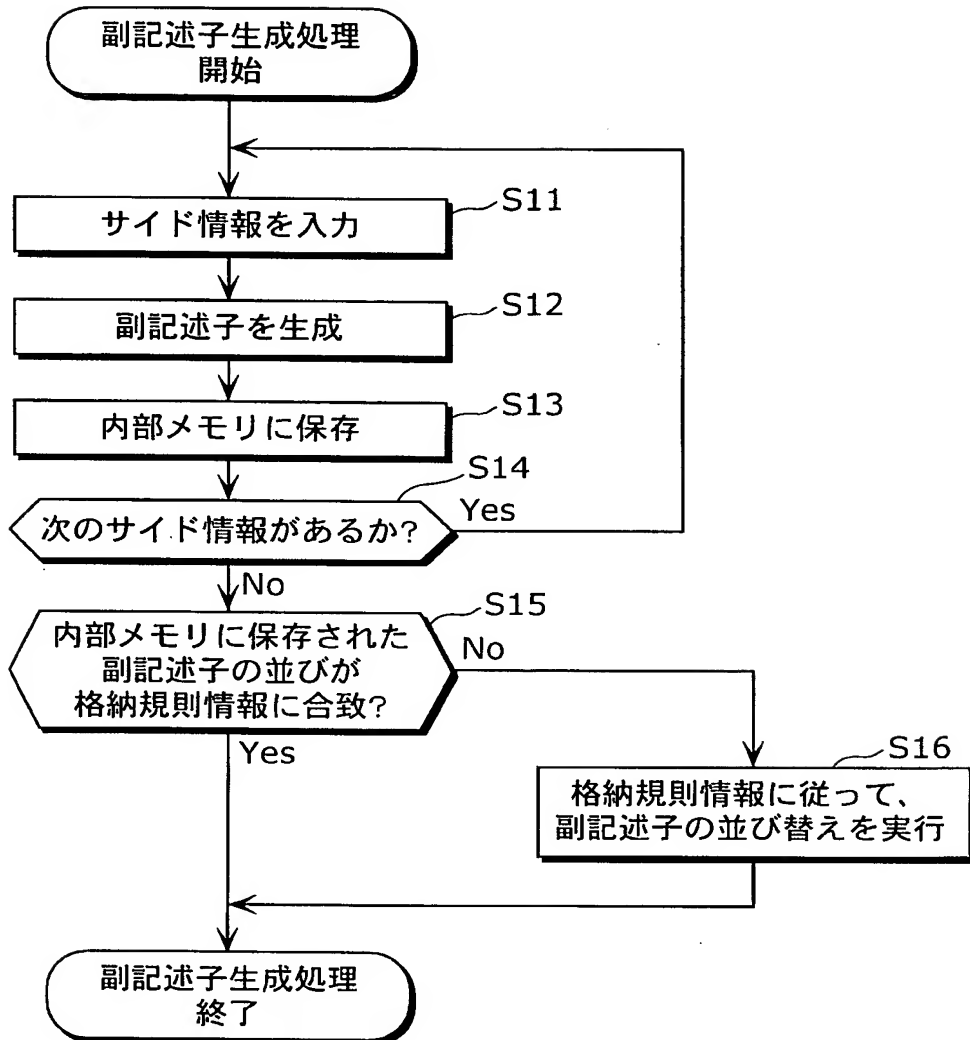 副記述子生成処理
開始
S11
サイド情報を入力
S12
副記述子を生成
S13
内部メモリに保存
S14
次のサイド情報があるか?
Yes
No
S15
内部メモリに保存された
副記述子の並びが
格納規則情報に合致?
No
Yes
S16
格納規則情報に従って、
副記述子の並び替えを実行
副記述子生成処理
終了